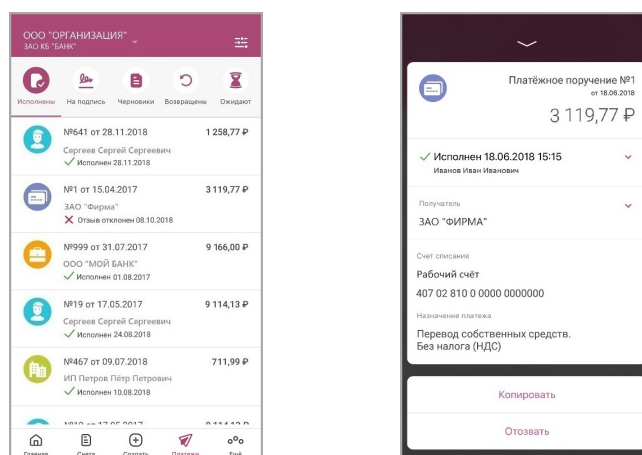 ООО "ОРГАНИЗАЦИЯ"
ЗАО КБ "БАНК"
Исполнены
На подпись
Черновики
Возвращены
Ожидают
№641 от 28.11.2018
1 258,77 ₽
Сергеев Сергей Сергеевич
Исполнен 28.11.2018
№1 от 15.04.2017
3 119,77 ₽
ЗАО "Фирма"
Отзыв отклонен 08.10.2018
№999 от 31.07.2017
9 166,00 ₽
ООО "МОЙ БАНК"
Исполнен 01.08.2017
№19 от 17.05.2017
9 114,13 ₽
Сергеев Сергей Сергеевич
Исполнен 24.08.2018
№467 от 09.07.2018
711,99 ₽
ИП Петров Пётр Петрович
Исполнен 10.08.2018
Главная
Счета
Создать
Платежи
Ещё
Платёжное поручение №1
от 18.06.2018
3 119,77 ₽
Исполнен 18.06.2018 15:15
Иванов Иван Иванович
Получатель
ЗАО "ФИРМА"
Счет списания
Рабочий счёт
407 02 810 0 0000 0000000
Назначение платежа
Перевод собственных средств.
Без налога (НДС)
Копировать
Отозвать